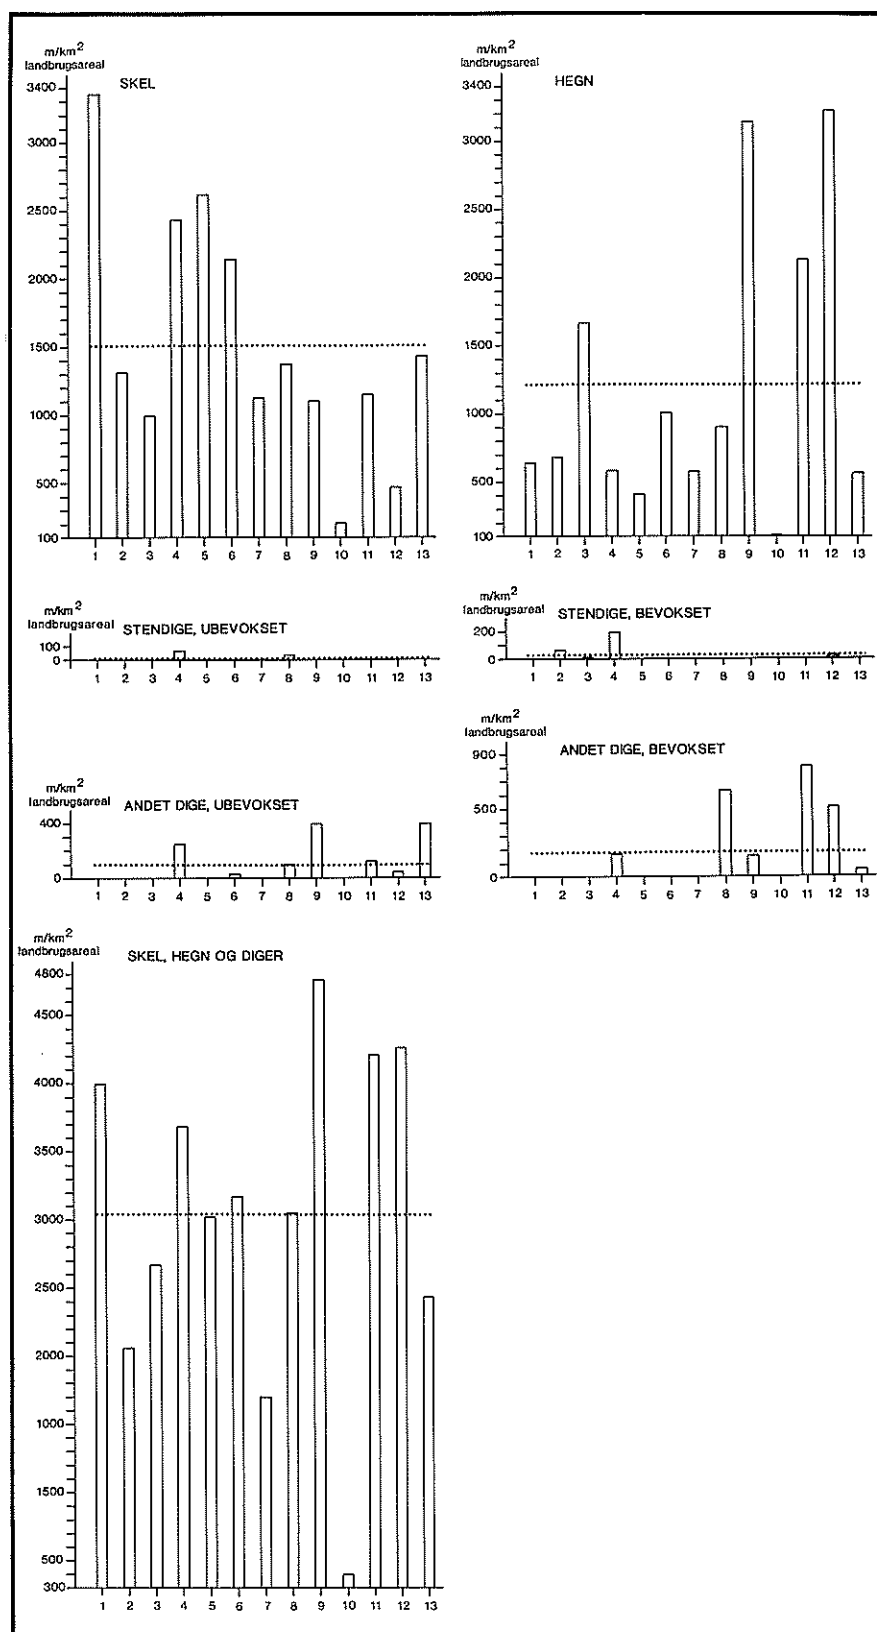 m/km²
landbrugsareal
SKEL
3400
3000
2500
2000
1500
1000
500
100
1 2 3 4 5 6 7 8 9 10 11 12 13
m/km²
landbrugsareal
HEGN
3400
3000
2500
2000
1500
1000
500
100
1 2 3 4 5 6 7 8 9 10 11 12 13
m/km²
landbrugsareal
STENDIGE, UBEVOKSET
100
0
1 2 3 4 5 6 7 8 9 10 11 12 13
m/km²
landbrugsareal
STENDIGE, BEVOKSET
200
0
1 2 3 4 5 6 7 8 9 10 11 12 13
m/km²
landbrugsareal
ANDET DIGE, UBEVOKSET
400
0
1 2 3 4 5 6 7 8 9 10 11 12 13
m/km²
landbrugsareal
ANDET DIGE, BEVOKSET
900
500
0
1 2 3 4 5 6 7 8 9 10 11 12 13
m/km²
landbrugsareal
SKEL, HEGN OG DIGER
4800
4500
4000
3500
3000
2500
2000
1000
1500
500
300
1 2 3 4 5 6 7 8 9 10 11 12 13